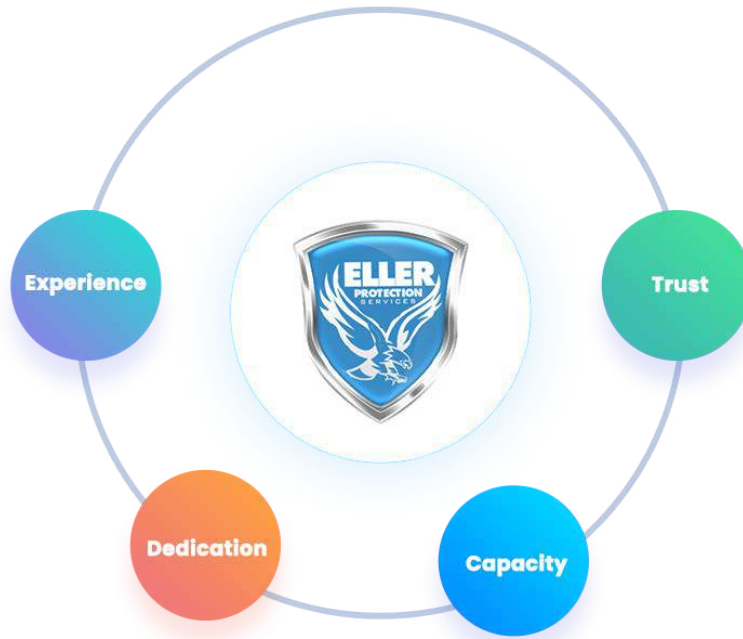 ELLER
PROTECTION
SERVICES
Experience
Trust
Dedication
Capacity